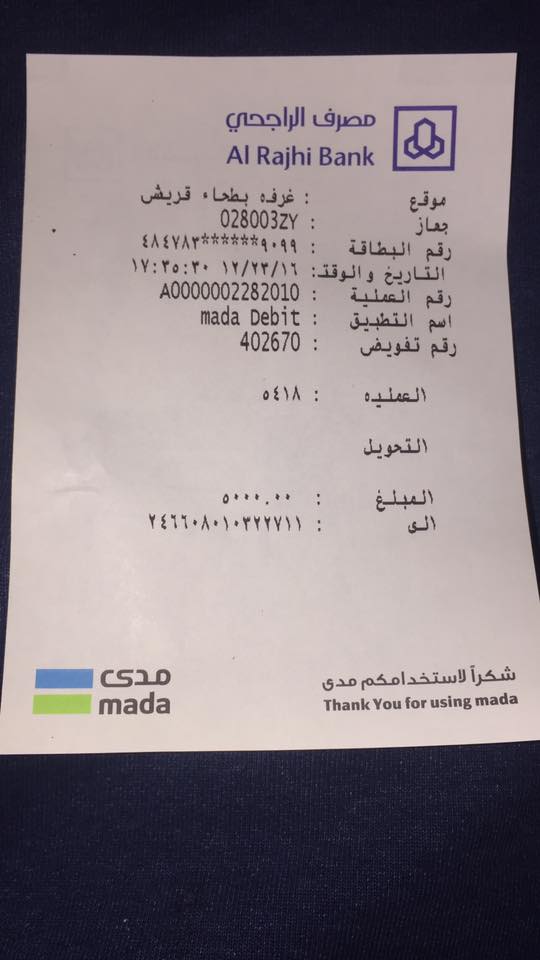 مصرف الراجحي
Al Rajhi Bank
موقع : غرفه بطحاء قريش
جهاز : 028003ZY
رقم البطاقة : ٤٨٤٧٨٣******٩٠٩٩
التاريخ والوقت: ١٢/٢٣/١٦ ١٧:٣٥:٣٠
رقم العملية : A0000002282010
اسم التطبيق : mada Debit
رقم تفويض : 402670
العمليه : ٥٤١٨
التحويل
المبلغ : ٥٠٠٠.٠٠
الى : ٢٤٦٦٠٨٠١٠٣٢٢٧١١
مدى
mada
شكراً لاستخدامكم مدى
Thank You for using mada